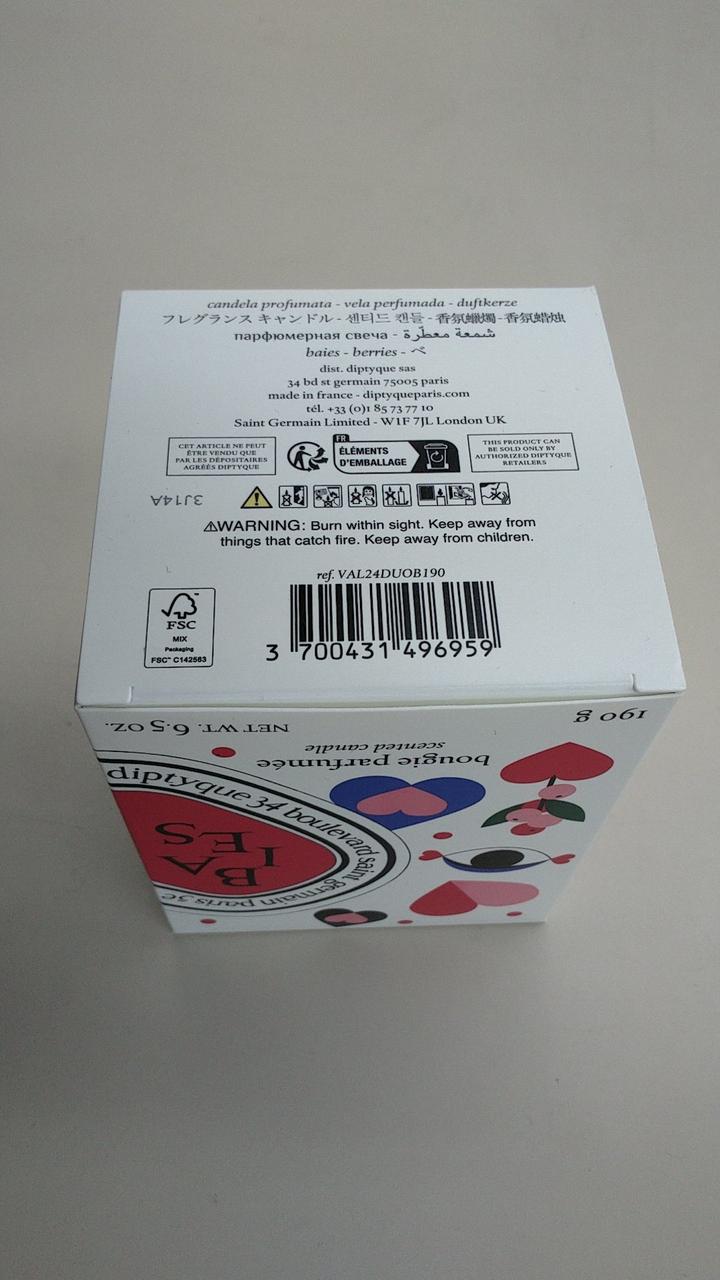 candela profumata - vela perfumada - duftkerze
フレグランス キャンドル - 센티드 캔들 - 香氛蠟燭 - 香氛蜡烛
парфюмерная свеча - شمعة معطّرة
baies - berries - ベ
dist. diptyque sas
34 bd st germain 75005 paris
made in france - diptyqueparis.com
tél. +33 (0)1 85 73 77 10
Saint Germain Limited - W1F 7JL London UK
CET ARTICLE NE PEUT
ÊTRE VENDU QUE
PAR LES DÉPOSITAIRES
AGRÉÉS DIPTYQUE
FR
ÉLÉMENTS
D'EMBALLAGE
THIS PRODUCT CAN
BE SOLD ONLY BY
AUTHORIZED DIPTYQUE
RETAILERS
3J14A
WARNING: Burn within sight. Keep away from
things that catch fire. Keep away from children.
ref. VAL24DUOB190
FSC
MIX
Packaging
FSC™ C142563
3 700431 496959
190 g
NET WT. 6.5 OZ.
bougie parfumée
scented candle
diptyque 34 boulevard saint germain paris 5e
BA
IES